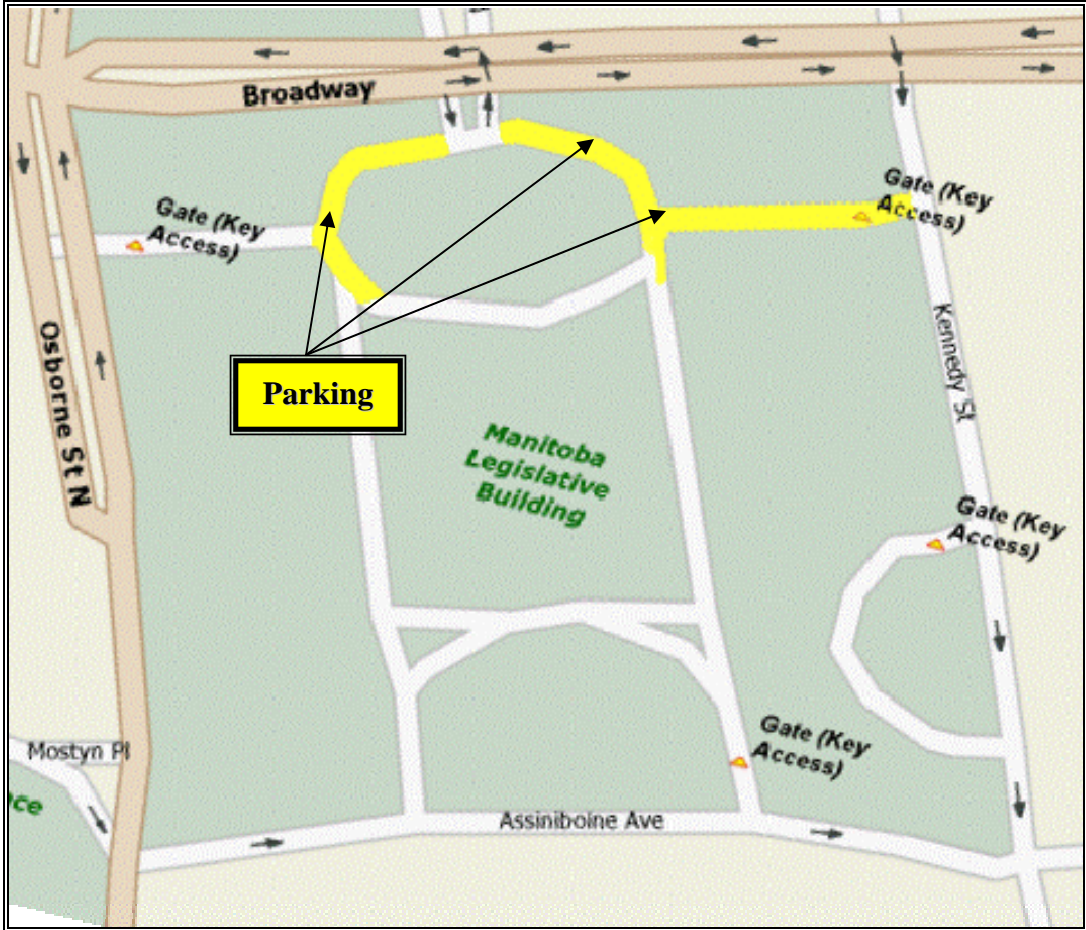 Broadway
Gate (Key
Access)
Gate (Key
Access)
Osborne St N
Kennedy St
Parking
Manitoba
Legislative
Building
Gate (Key
Access)
Gate (Key
Access)
Mostyn Pl
ce
Assiniboine Ave